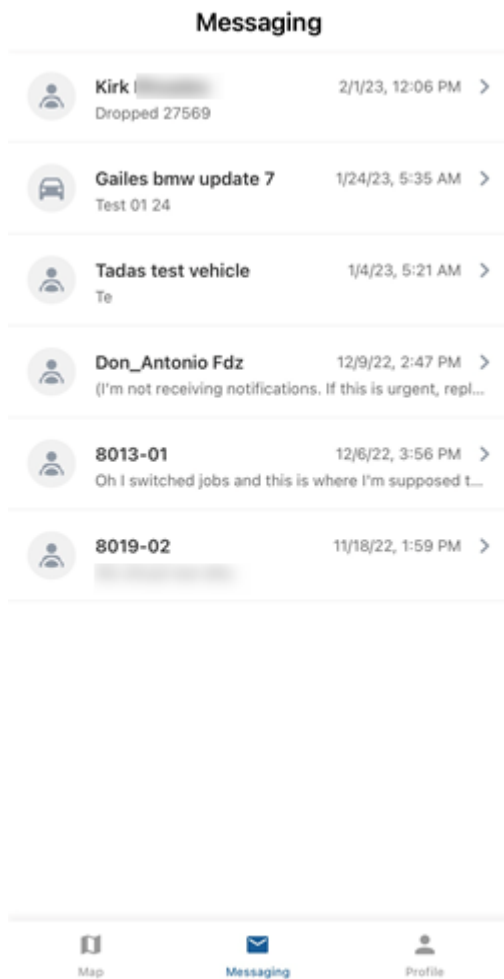 Messaging
Kirk
2/1/23, 12:06 PM
Dropped 27569
Gailes bmw update 7
1/24/23, 5:35 AM
Test 01 24
Tadas test vehicle
1/4/23, 5:21 AM
Te
Don_Antonio Fdz
12/9/22, 2:47 PM
(I'm not receiving notifications. If this is urgent, repl...
8013-01
12/6/22, 3:56 PM
Oh I switched jobs and this is where I'm supposed t...
8019-02
11/18/22, 1:59 PM
Map
Messaging
Profile